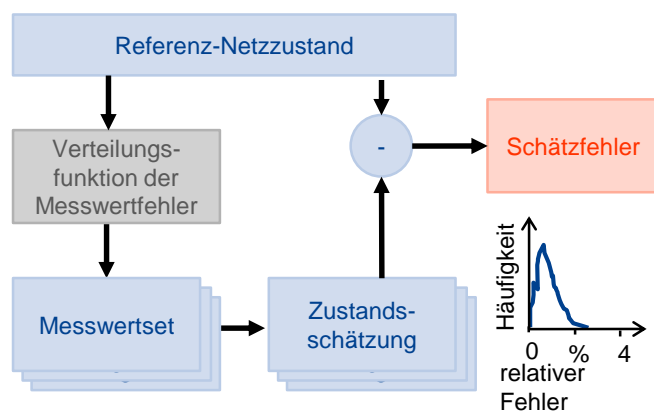 Referenz-Netzzustand
Verteilungs-
funktion der
Messwertfehler
-
Schätzfehler
Messwertset
Zustands-
schätzung
Häufigkeit
0 % 4
relativer
Fehler